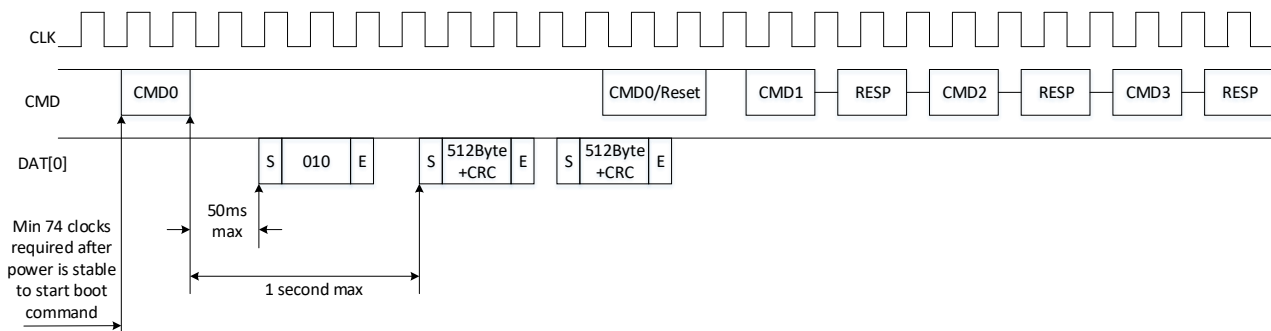 CLK
CMD
CMD0
CMD0/Reset
CMD1
RESP
CMD2
RESP
CMD3
RESP
DAT[0]
S
010
E
S
512Byte
+CRC
E
S
512Byte
+CRC
E
50ms
max
1 second max
Min 74 clocks
required after
power is stable
to start boot
command